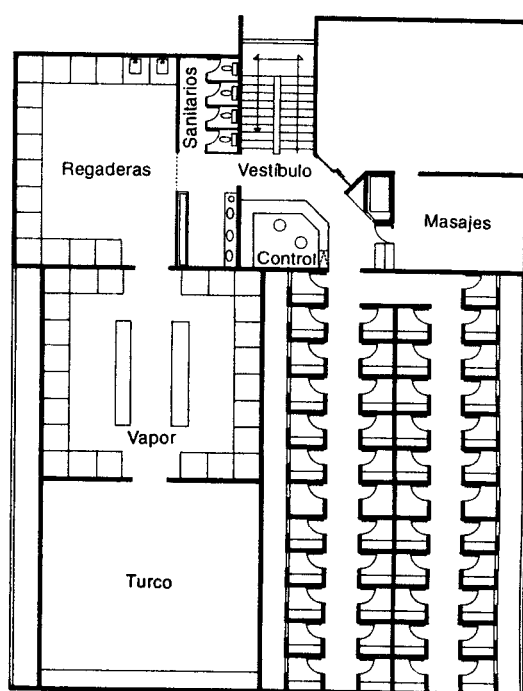 Sanitarios
Regaderas
Vestíbulo
Masajes
Control
Vapor
Turco